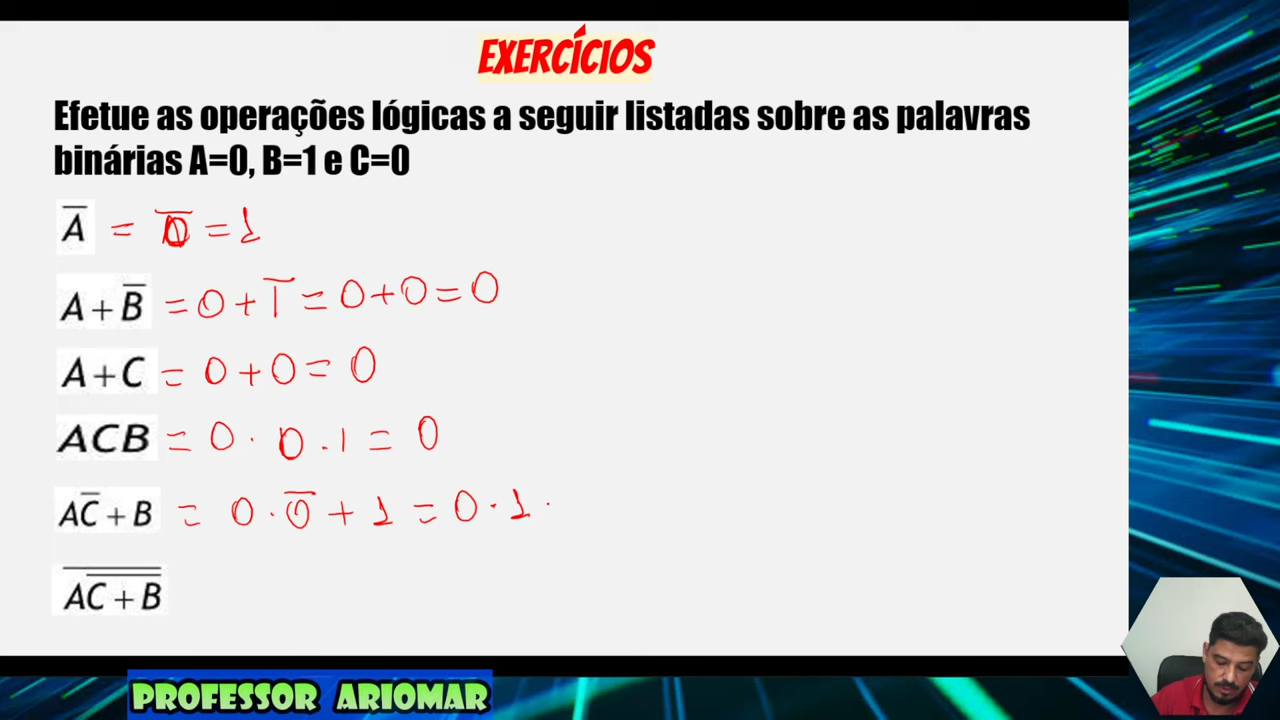 EXERCÍCIOS
Efetue as operações lógicas a seguir listadas sobre as palavras
binárias A=0, B=1 e C=0
A̅ = 0̅ = 1
A + B̅ = 0 + 1̅ = 0 + 0 = 0
A + C = 0 + 0 = 0
ACB = 0 · 0 · 1 = 0
AC̅ + B = 0 · 0̅ + 1 = 0 · 1 ·
A̅C̅̅ ̅+̅̅ ̅B̅̅
PROFESSOR ARIOMAR